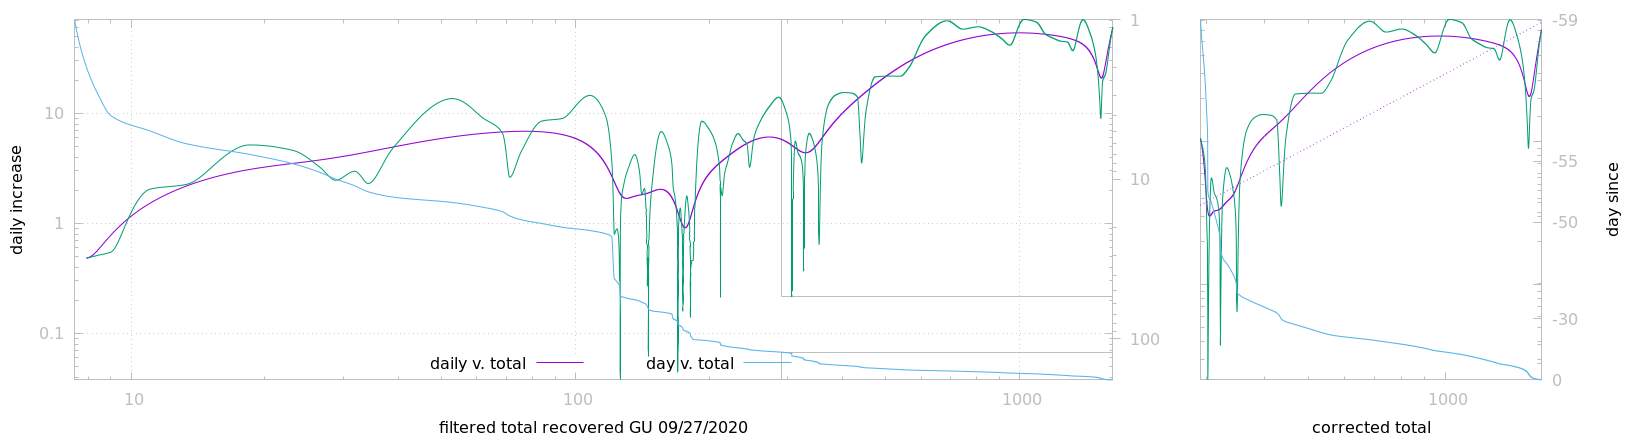 1
-59
10
daily increase
1
0.1
10
100
-55
-50
-30
0
day since
daily v. total
day v. total
10
100
1000
1000
filtered total recovered GU 09/27/2020
corrected total